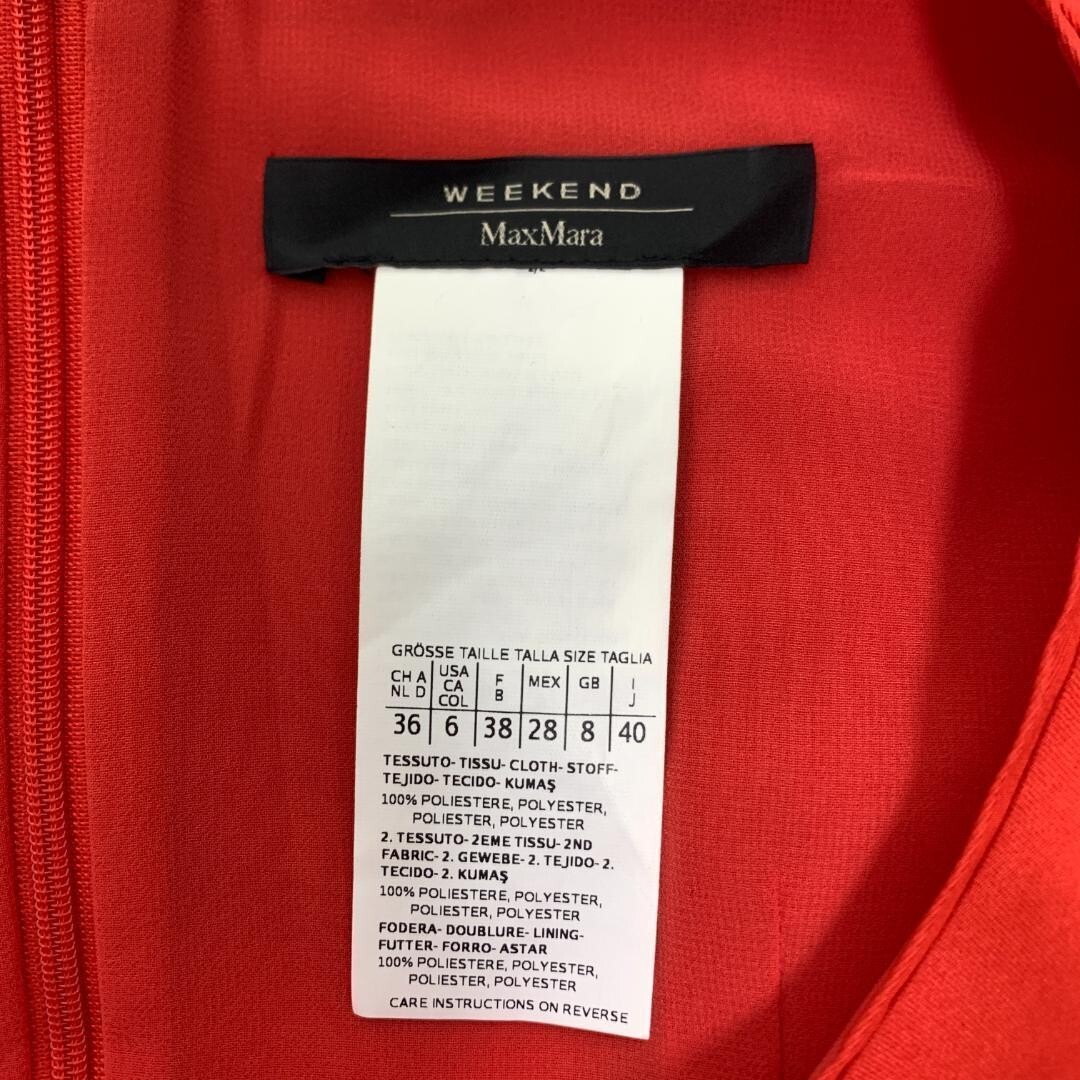 WEEKEND
MaxMara
GRÖSSE TAILLE TALLA SIZE TAGLIA
CH A NL D | USA CA COL | F B | MEX | GB | I J
36 | 6 | 38 | 28 | 8 | 40
TESSUTO- TISSU- CLOTH- STOFF-
TEJIDO- TECIDO- KUMAŞ
100% POLIESTERE, POLYESTER,
POLIESTER, POLYESTER
2. TESSUTO- 2EME TISSU- 2ND
FABRIC- 2. GEWEBE- 2. TEJIDO- 2.
TECIDO- 2. KUMAŞ
100% POLIESTERE, POLYESTER,
POLIESTER, POLYESTER
FODERA- DOUBLURE- LINING-
FUTTER- FORRO- ASTAR
100% POLIESTERE, POLYESTER,
POLIESTER, POLYESTER
CARE INSTRUCTIONS ON REVERSE